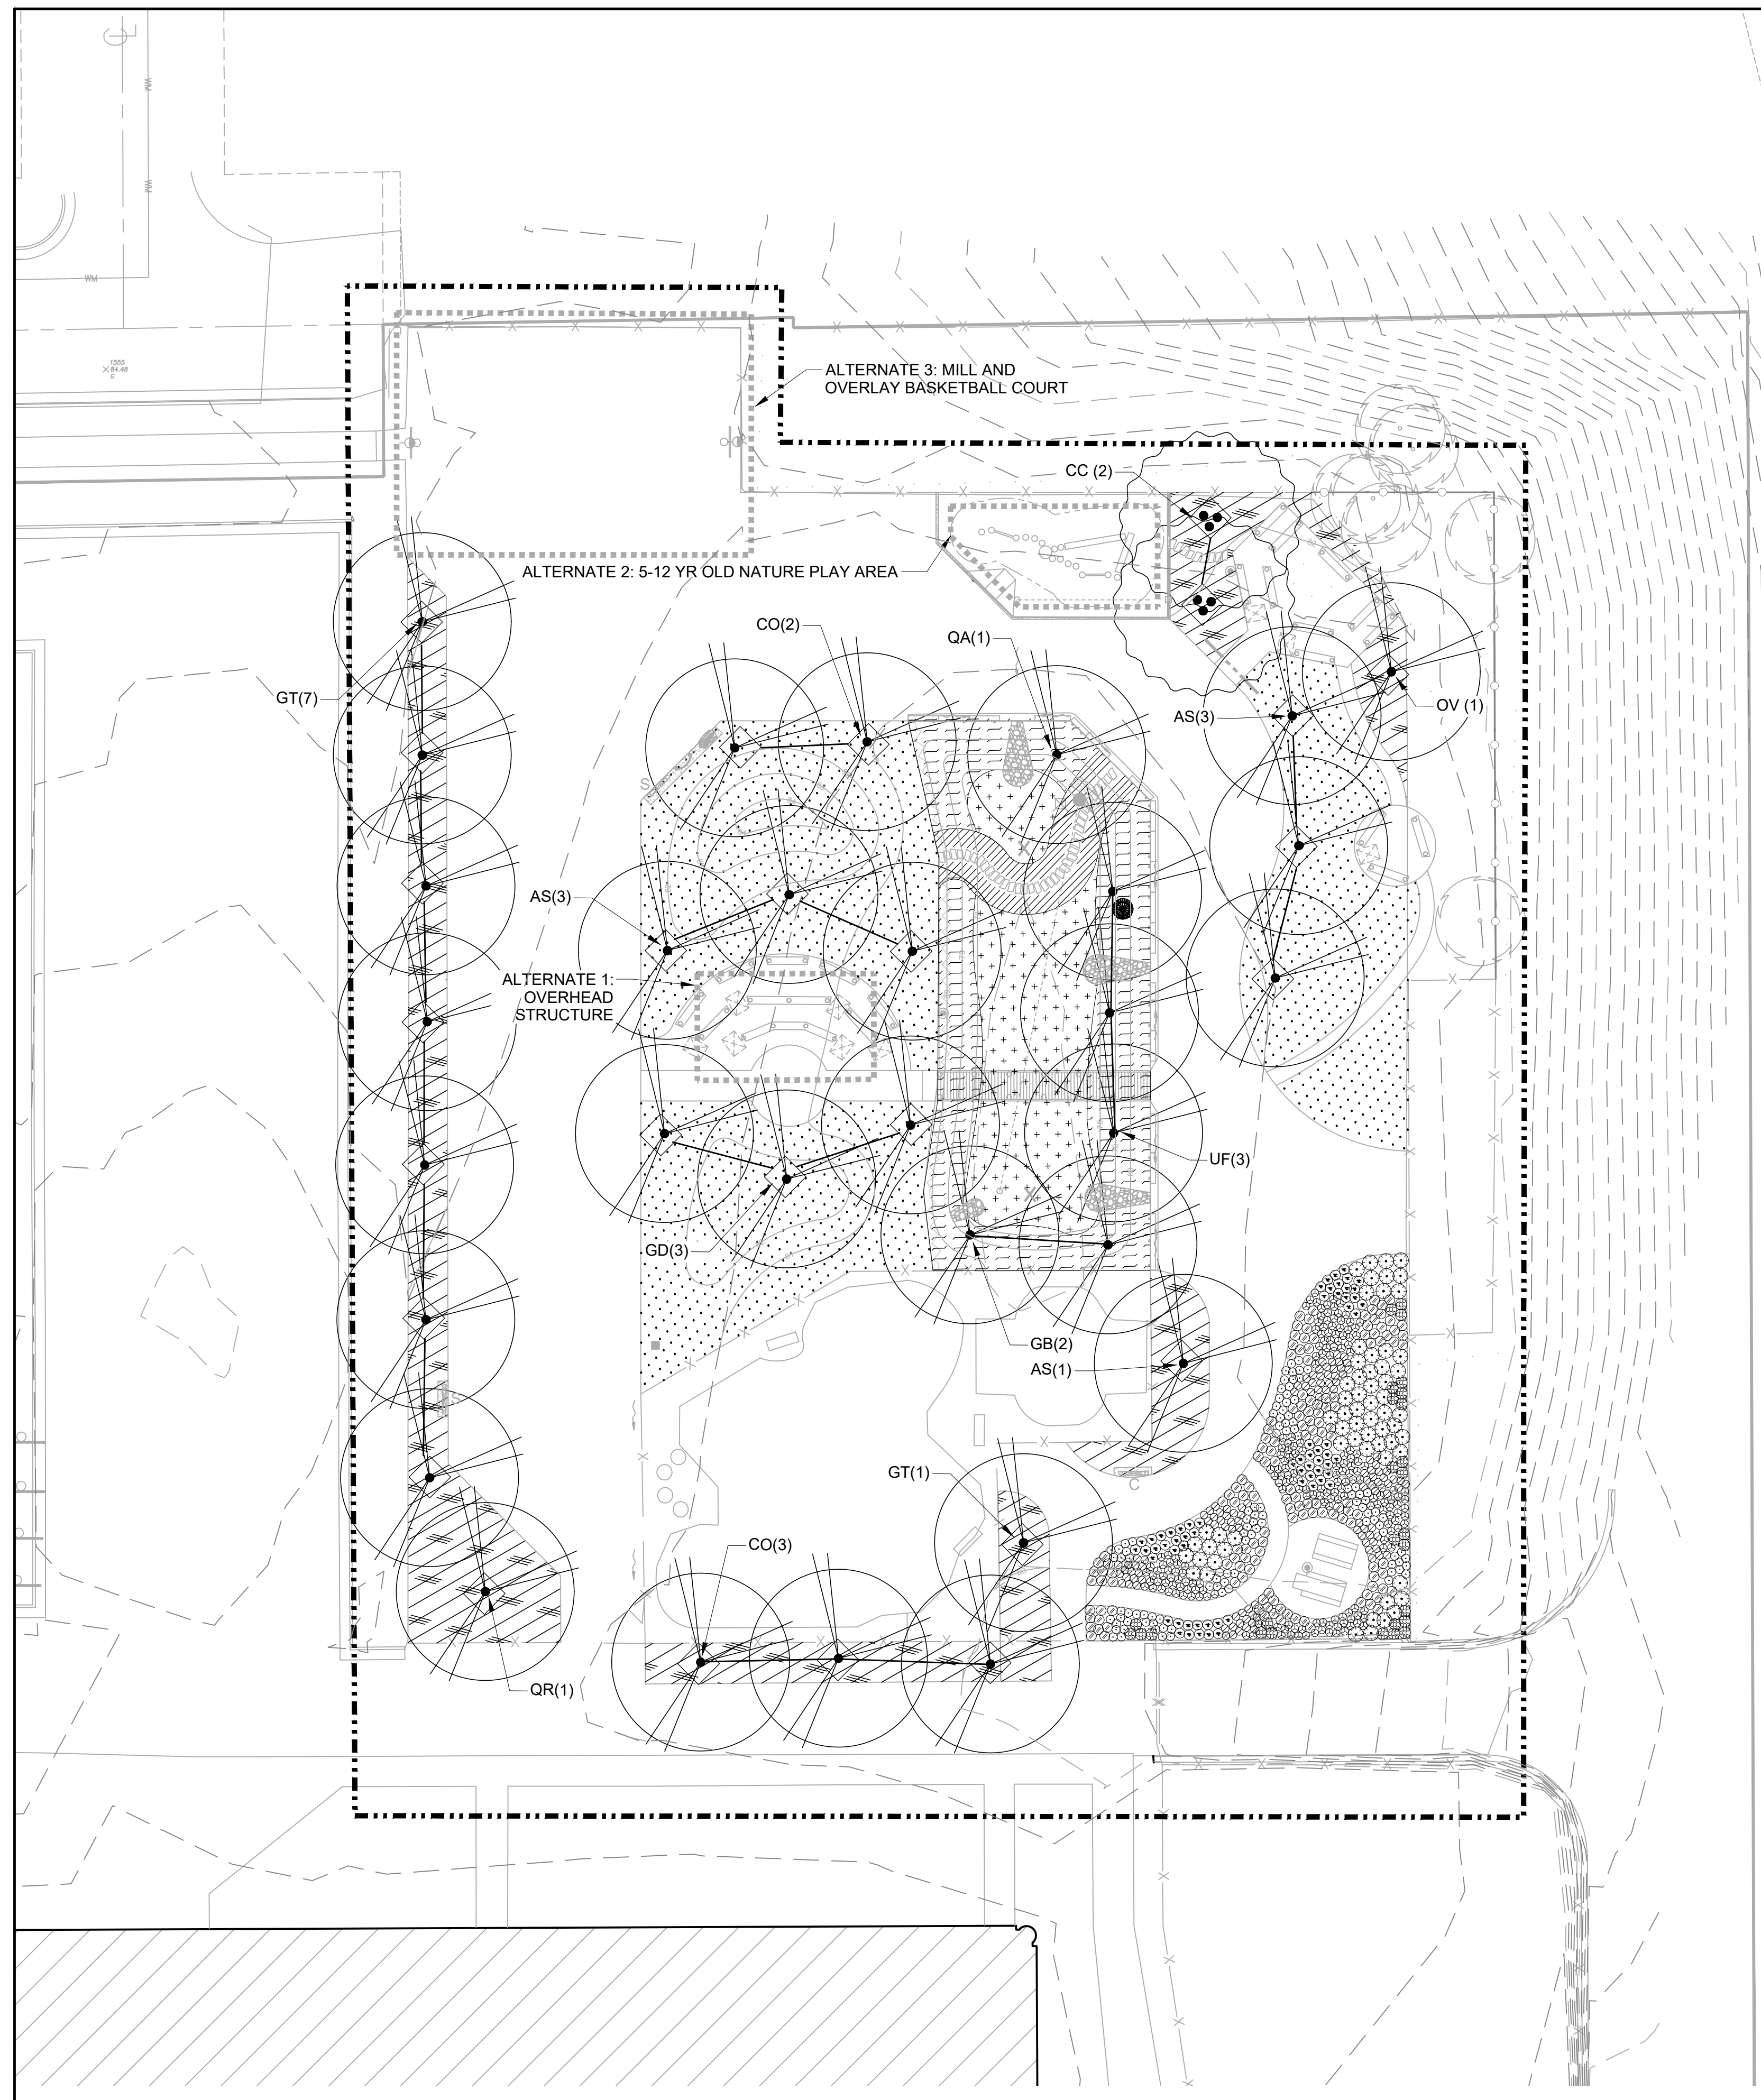 WM
WM
WM
1555
84.48
G
ALTERNATE 3: MILL AND
OVERLAY BASKETBALL COURT
CC (2)
ALTERNATE 2: 5-12 YR OLD NATURE PLAY AREA
CO(2)
QA(1)
GT(7)
AS(3)
OV (1)
S
AS(3)
ALTERNATE 1:
OVERHEAD
STRUCTURE
UF(3)
GD(3)
GB(2)
AS(1)
GT(1)
C
CO(3)
QR(1)